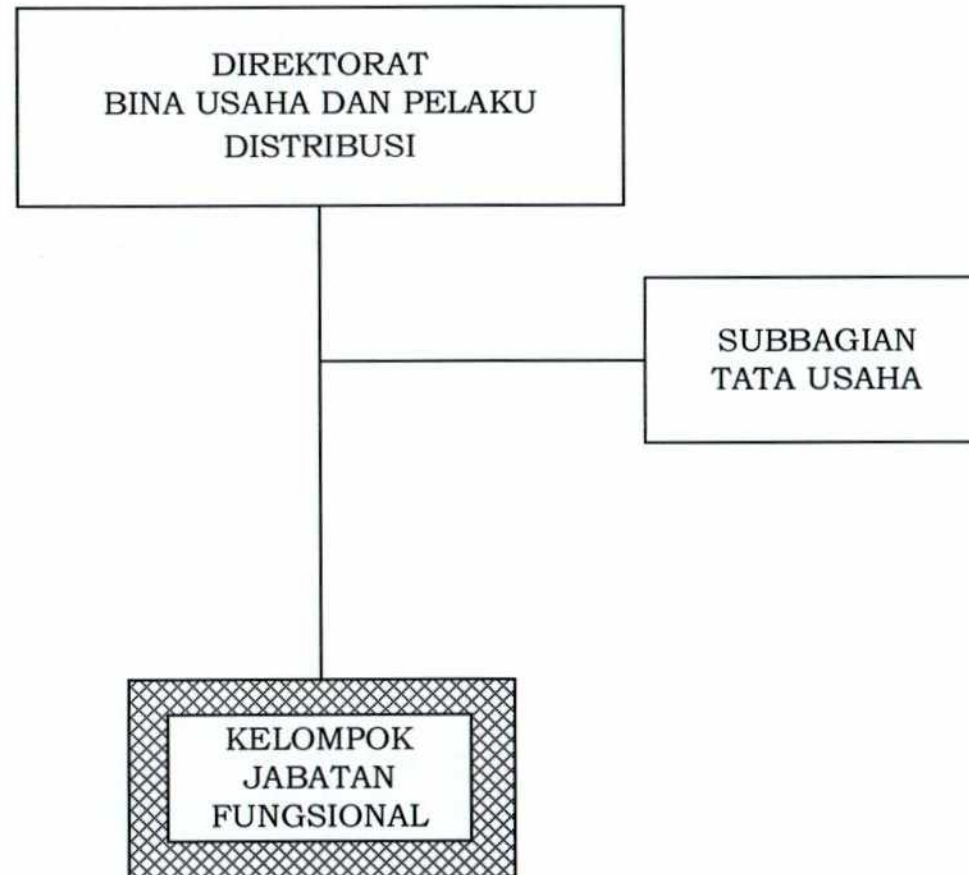 DIREKTORAT
BINA USAHA DAN PELAKU
DISTRIBUSI
SUBBAGIAN
TATA USAHA
KELOMPOK
JABATAN
FUNGSIONAL